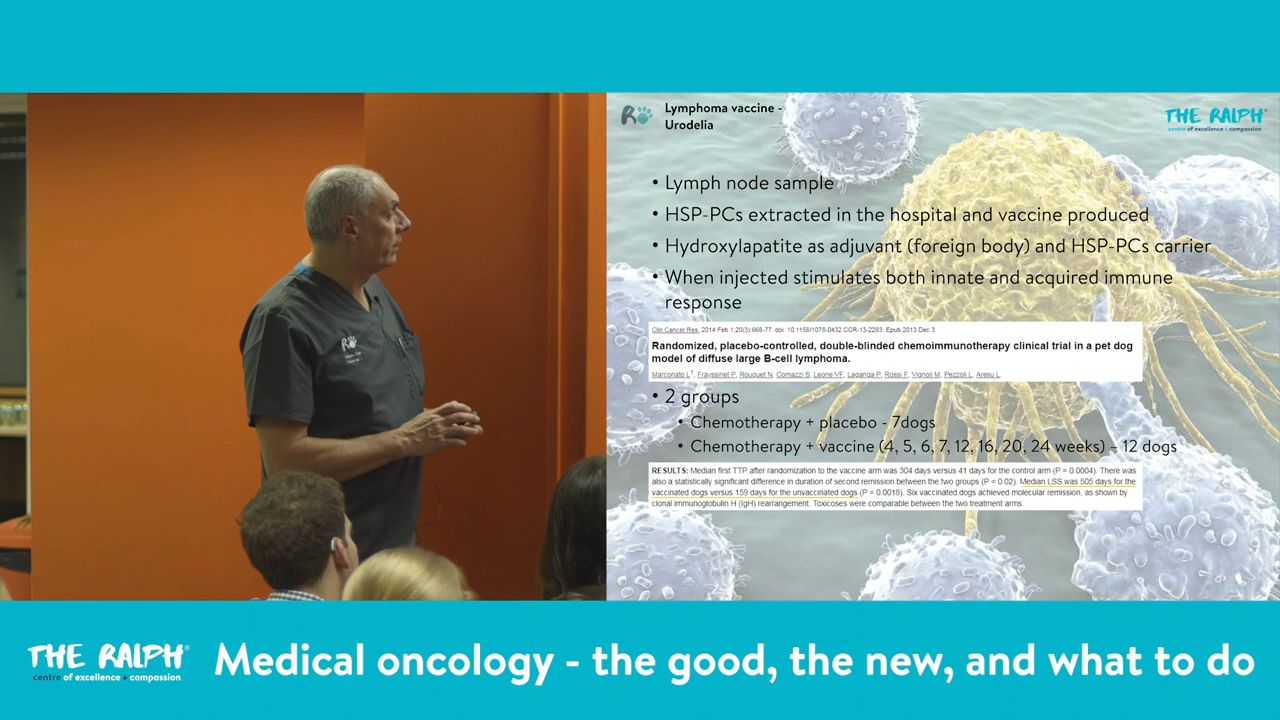 Lymphoma vaccine -
Urodelia
THE RALPH®
centre of excellence + compassion
• Lymph node sample
• HSP-PCs extracted in the hospital and vaccine produced
• Hydroxylapatite as adjuvant (foreign body) and HSP-PCs carrier
• When injected stimulates both innate and acquired immune
response
Clin Cancer Res. 2014 Feb 1;20(3):668-77. doi: 10.1158/1078-0432.CCR-13-2283. Epub 2013 Dec 3.
Randomized, placebo-controlled, double-blinded chemoimmunotherapy clinical trial in a pet dog
model of diffuse large B-cell lymphoma.
Marconato L1, Frayssinet P, Rouquet N, Comazzi S, Leone VF, Laganga P, Rossi F, Vignoli M, Pezzoli L, Aresu L.
• 2 groups
• Chemotherapy + placebo - 7dogs
• Chemotherapy + vaccine (4, 5, 6, 7, 12, 16, 20, 24 weeks) – 12 dogs
RESULTS: Median first TTP after randomization to the vaccine arm was 304 days versus 41 days for the control arm (P = 0.0004). There was
also a statistically significant difference in duration of second remission between the two groups (P = 0.02). Median LSS was 505 days for the
vaccinated dogs versus 159 days for the unvaccinated dogs (P = 0.0018). Six vaccinated dogs achieved molecular remission, as shown by
clonal immunoglobulin H (IgH) rearrangement. Toxicoses were comparable between the two treatment arms.
THE RALPH®
centre of excellence + compassion
Medical oncology - the good, the new, and what to do